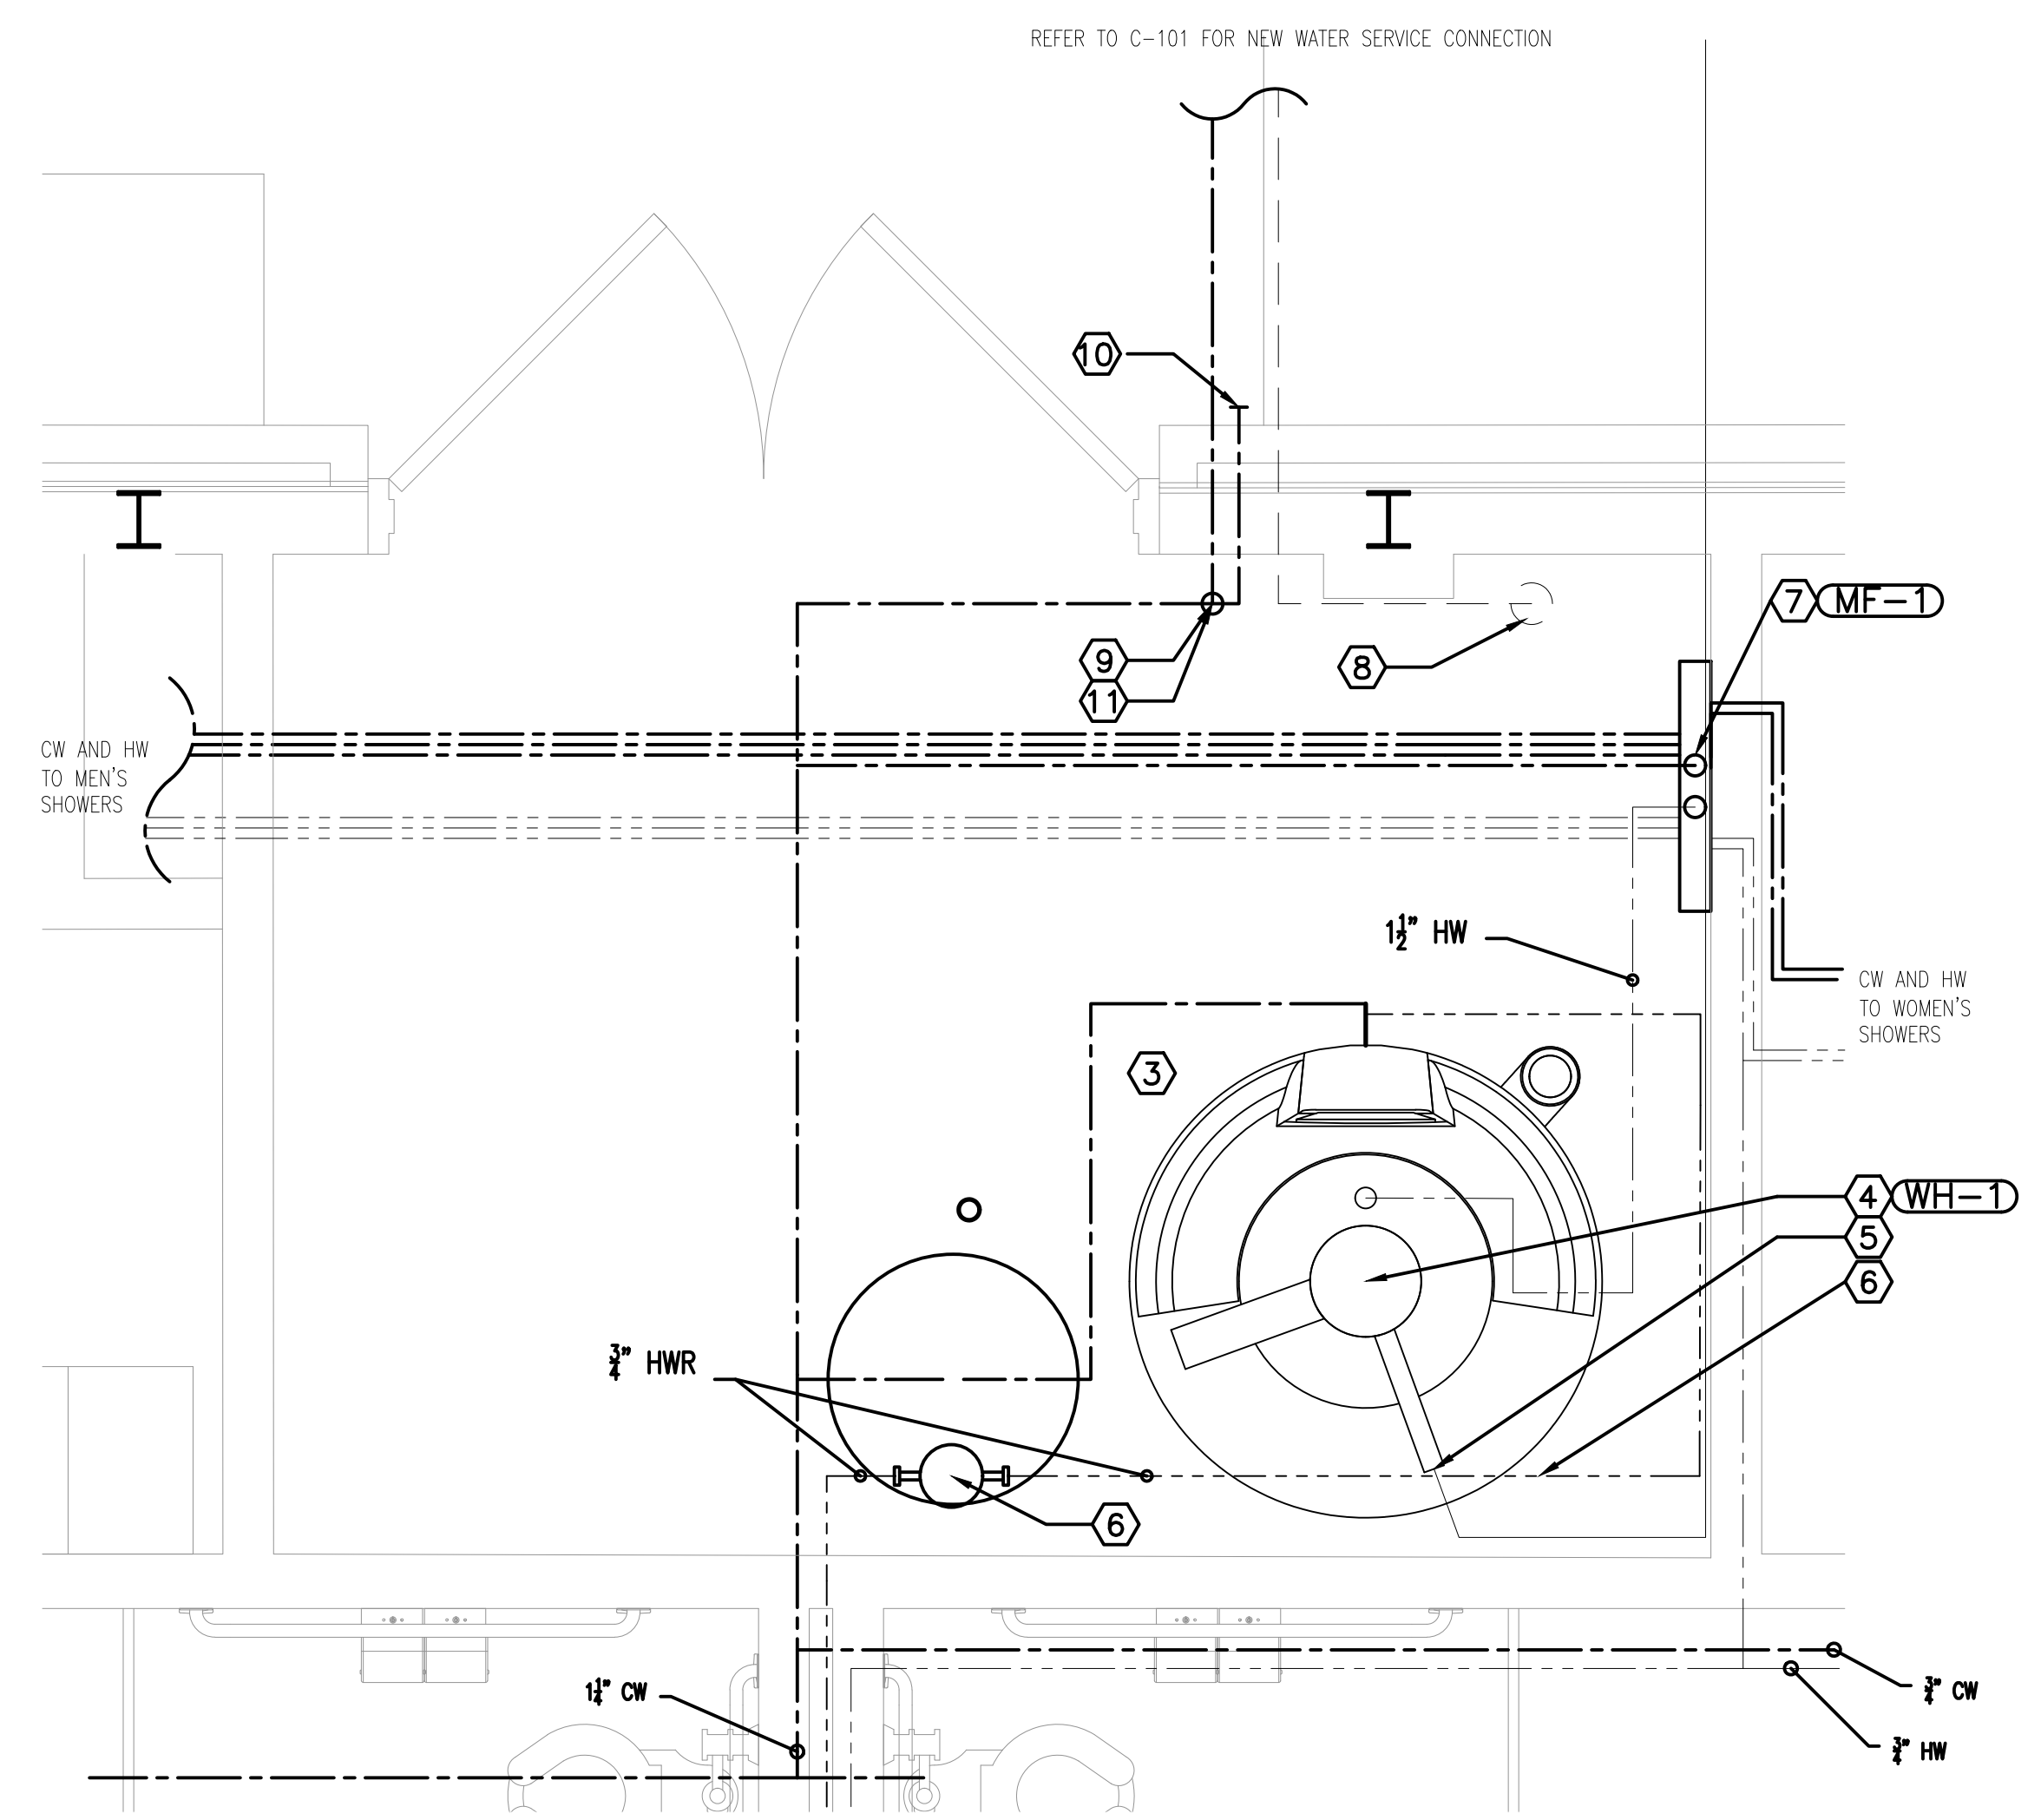 REFER TO C-101 FOR NEW WATER SERVICE CONNECTION
10
7 MF-1
9
8
11
CW AND HW
TO MEN'S
SHOWERS
1½" HW
CW AND HW
TO WOMEN'S
SHOWERS
3
4 WH-1
5
6
¾" HWR
6
1¼" CW
¾" CW
¾" HW